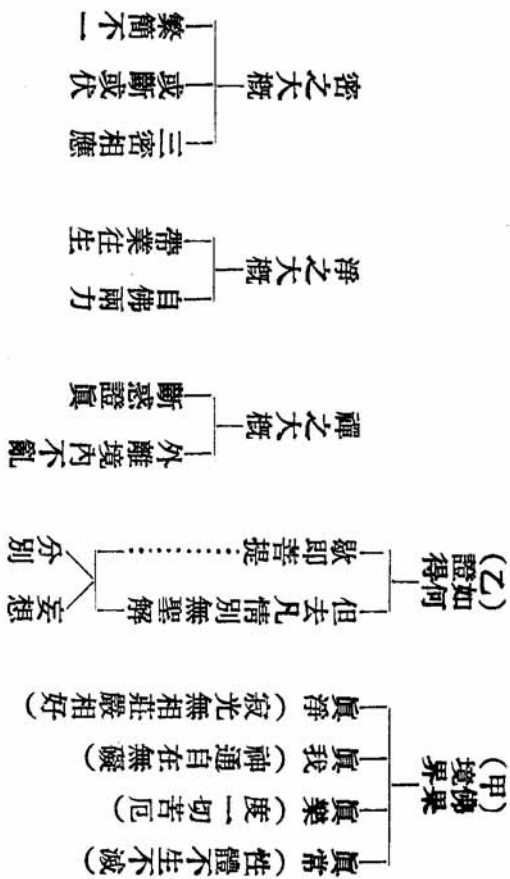 (甲)
佛果
境界
眞常(性體不生不滅)
眞樂(度一切苦厄)
眞我(神通自在無礙)
眞淨(寂光無相莊嚴相好)
(乙)
如何
證得
但去凡情別無聖解
歇即菩提
妄想
分別
禪之大概
外離境內不亂
斷惑證眞
淨之大概
自佛兩力
帶業往生
密之大概
三密相應
或斷或伏
繁簡不一